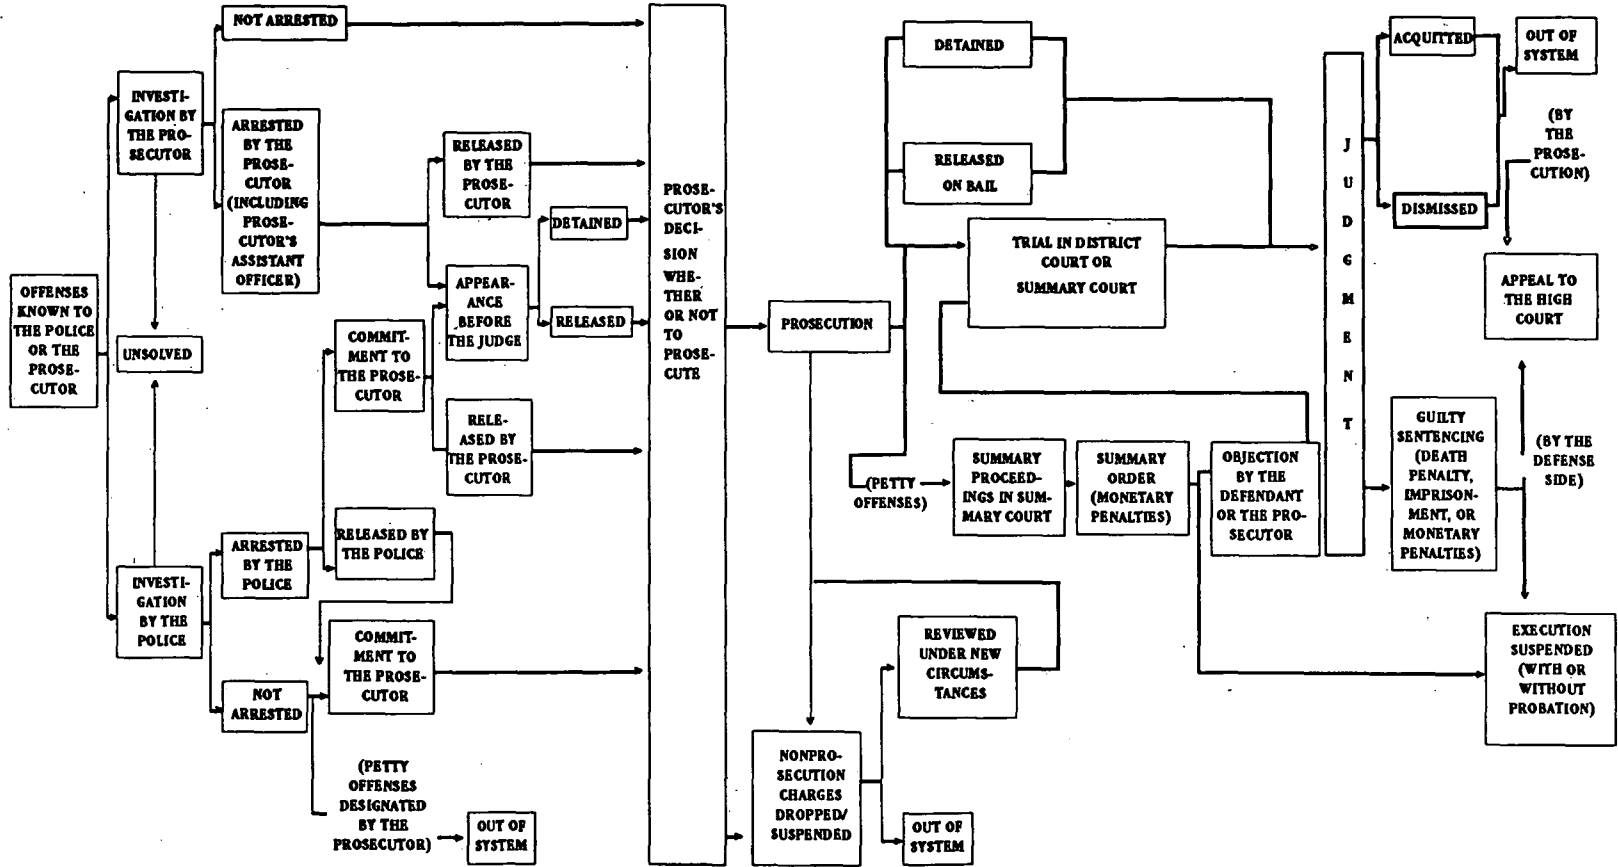 NOT ARRESTED
INVESTI-
GATION BY
THE PRO-
SECUTOR
ARRESTED
BY THE
PROSE-
CUTOR
(INCLUDING
PROSE-
CUTOR'S
ASSISTANT
OFFICER)
RELEASED
BY THE
PROSE-
CUTOR
DETAINED
OFFENSES
KNOWN TO
THE POLICE
OR THE
PROSE-
CUTOR
UNSOLVED
APPEAR-
ANCE
BEFORE
THE JUDGE
RELEASED
COMMIT-
MENT TO
THE PROSE-
CUTOR
RELE-
ASED BY
THE PROSE-
CUTOR
RELEASED BY
THE POLICE
ARRESTED
BY THE
POLICE
INVESTI-
GATION
BY THE
POLICE
COMMIT-
MENT TO
THE PROSE-
CUTOR
NOT
ARRESTED
(PETTY
OFFENSES
DESIGNATED
BY THE
PROSECUTOR)
OUT OF
SYSTEM
PROSE-
CUTOR'S
DECI-
SION
WHE-
THER
OR NOT
TO
PROSE-
CUTE
PROSECUTION
NONPRO-
SECUTION
CHARGES
DROPPED/
SUSPENDED
REVIEWED
UNDER NEW
CIRCUMS-
TANCES
OUT OF
SYSTEM
DETAINED
RELEASED
ON BAIL
TRIAL IN DISTRICT
COURT OR
SUMMARY COURT
(PETTY
OFFENSES)
SUMMARY
PROCEED-
INGS IN SUM-
MARY COURT
SUMMARY
ORDER
(MONETARY
PENALTIES)
OBJECTION
BY THE
DEFENDANT
OR THE PRO-
SECUTOR
J
U
D
G
M
E
N
T
ACQUITTED
OUT OF
SYSTEM
DISMISSED
(BY
THE
PROSE-
CUTION)
APPEAL TO
THE HIGH
COURT
GUILTY
SENTENCING
(DEATH
PENALTY,
IMPRISON-
MENT, OR
MONETARY
PENALTIES)
(BY THE
DEFENSE
SIDE)
EXECUTION
SUSPENDED
(WITH OR
WITHOUT
PROBATION)